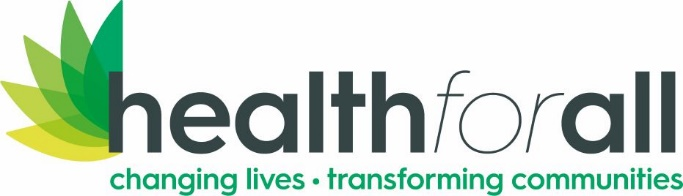 healthforall
changing lives • transforming communities